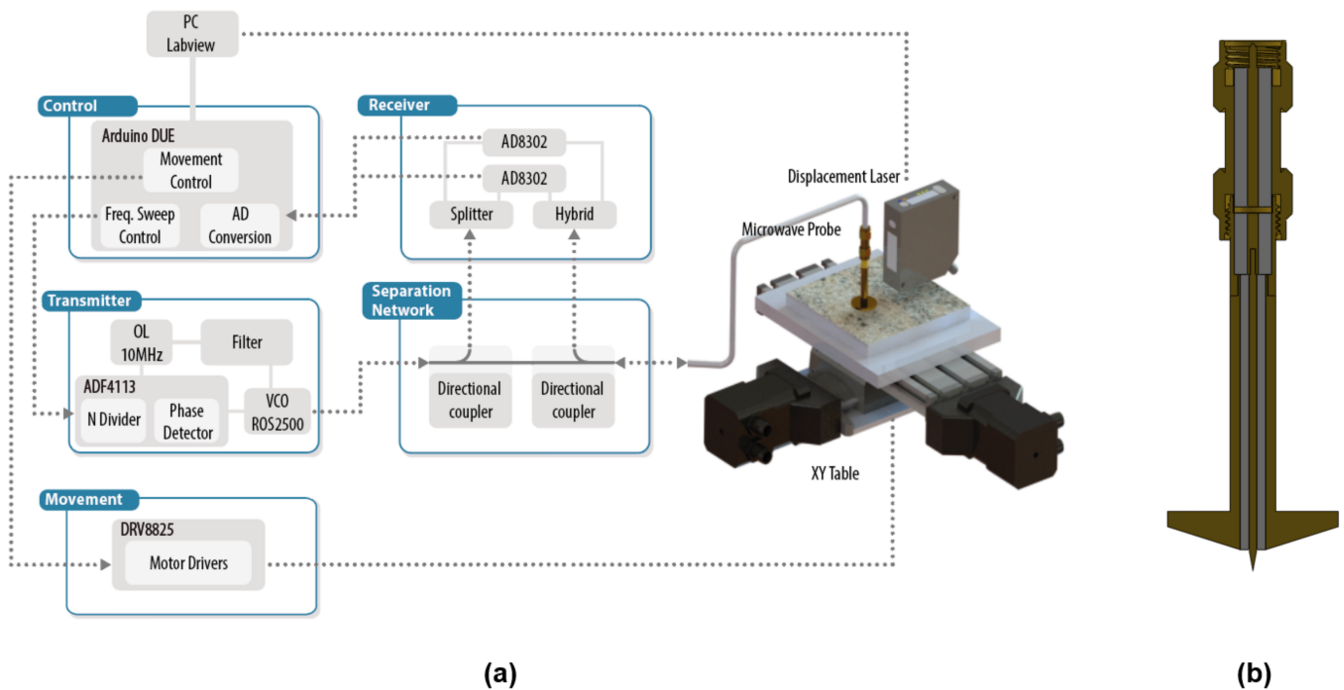 PC
Labview
Control
Arduino DUE
Movement
Control
Freq. Sweep
Control
AD
Conversion
Receiver
AD8302
AD8302
Splitter
Hybrid
Transmitter
OL
10MHz
Filter
ADF4113
N Divider
Phase
Detector
VCO
ROS2500
Separation
Network
Directional
coupler
Directional
coupler
Movement
DRV8825
Motor Drivers
Displacement Laser
Microwave Probe
XY Table
(a)
(b)